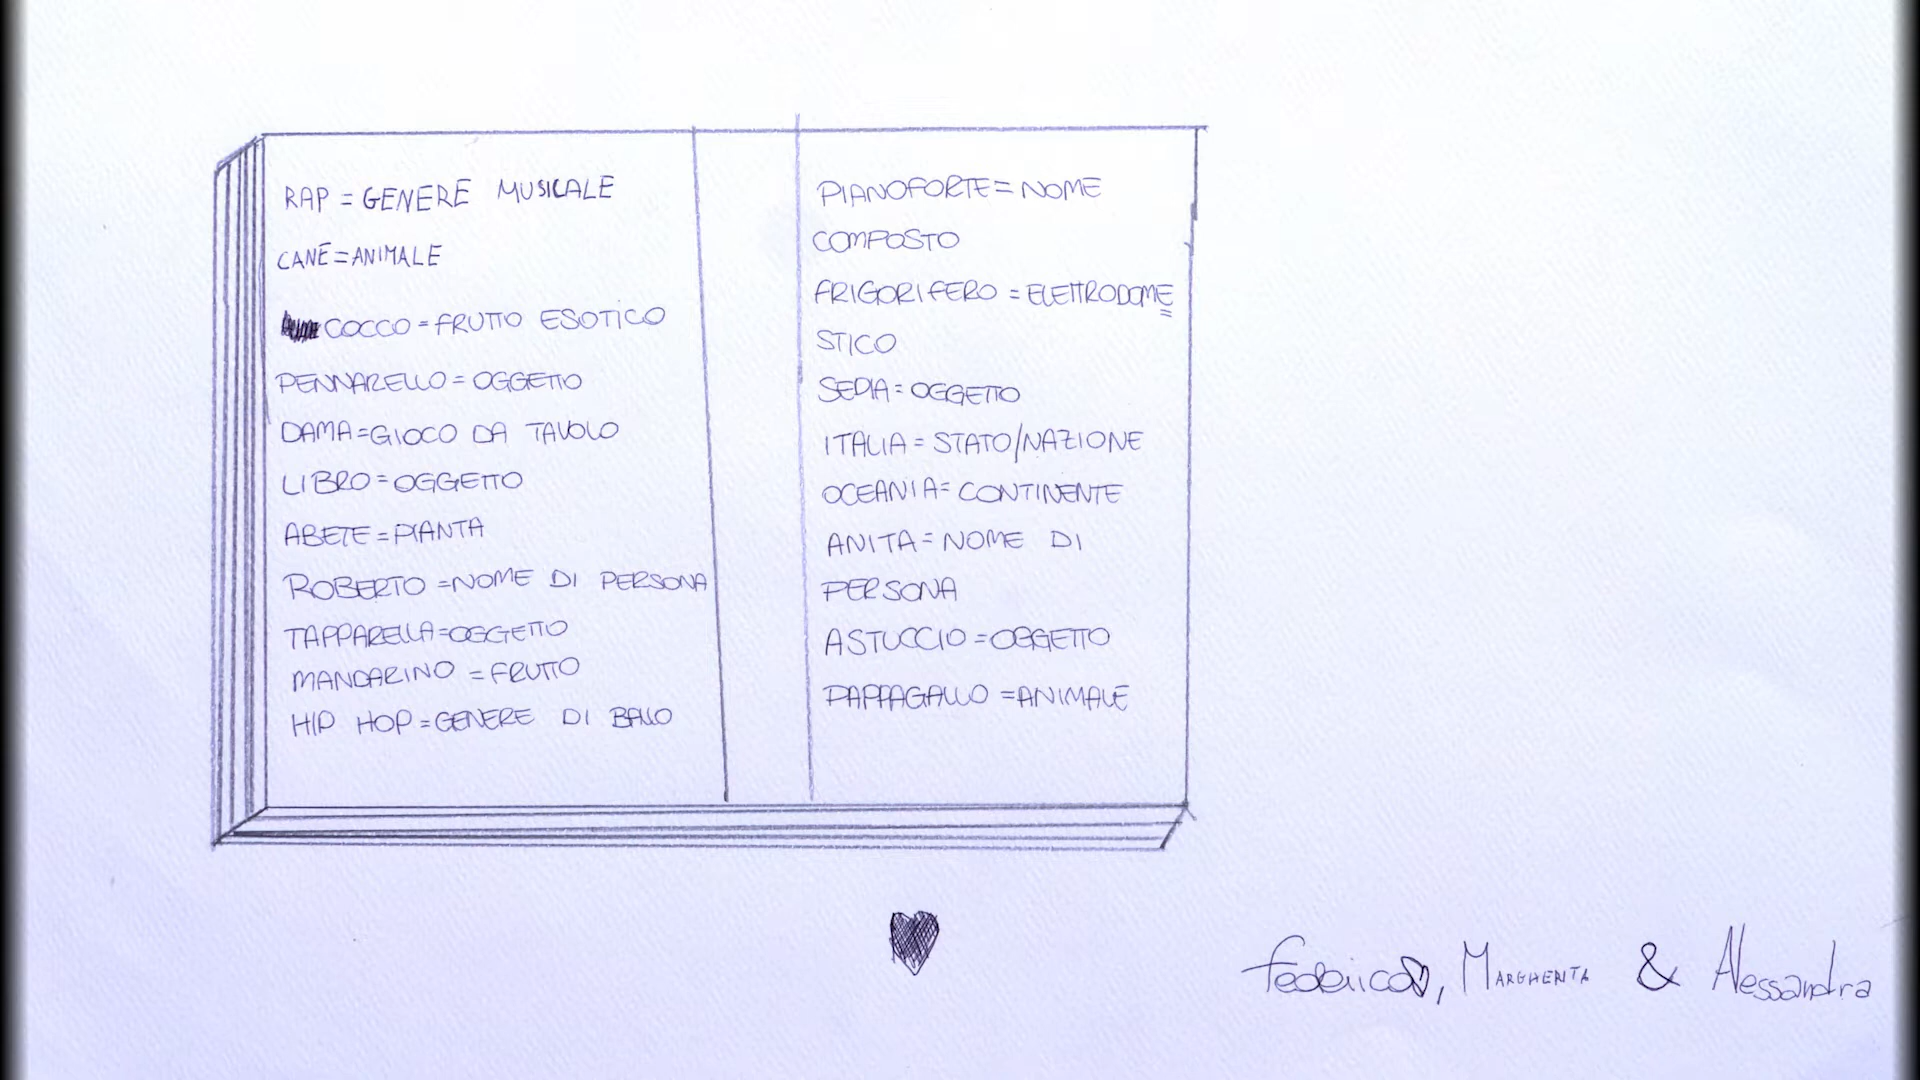 RAP = GENERE MUSICALE
CANE = ANIMALE
COCCO = FRUTTO ESOTICO
PENNARELLO = OGGETTO
DAMA = GIOCO DA TAVOLO
LIBRO = OGGETTO
ABETE = PIANTA
ROBERTO = NOME DI PERSONA
TAPPARELLA = OGGETTO
MANDARINO = FRUTTO
HIP HOP = GENERE DI BALLO
PIANOFORTE = NOME
COMPOSTO
FRIGORIFERO = ELETTRODOME
STICO
SEDIA = OGGETTO
ITALIA = STATO/NAZIONE
OCEANIA = CONTINENTE
ANITA = NOME DI
PERSONA
ASTUCCIO = OGGETTO
PAPPAGALLO = ANIMALE
Federica, MARGHERITA & Alessandra